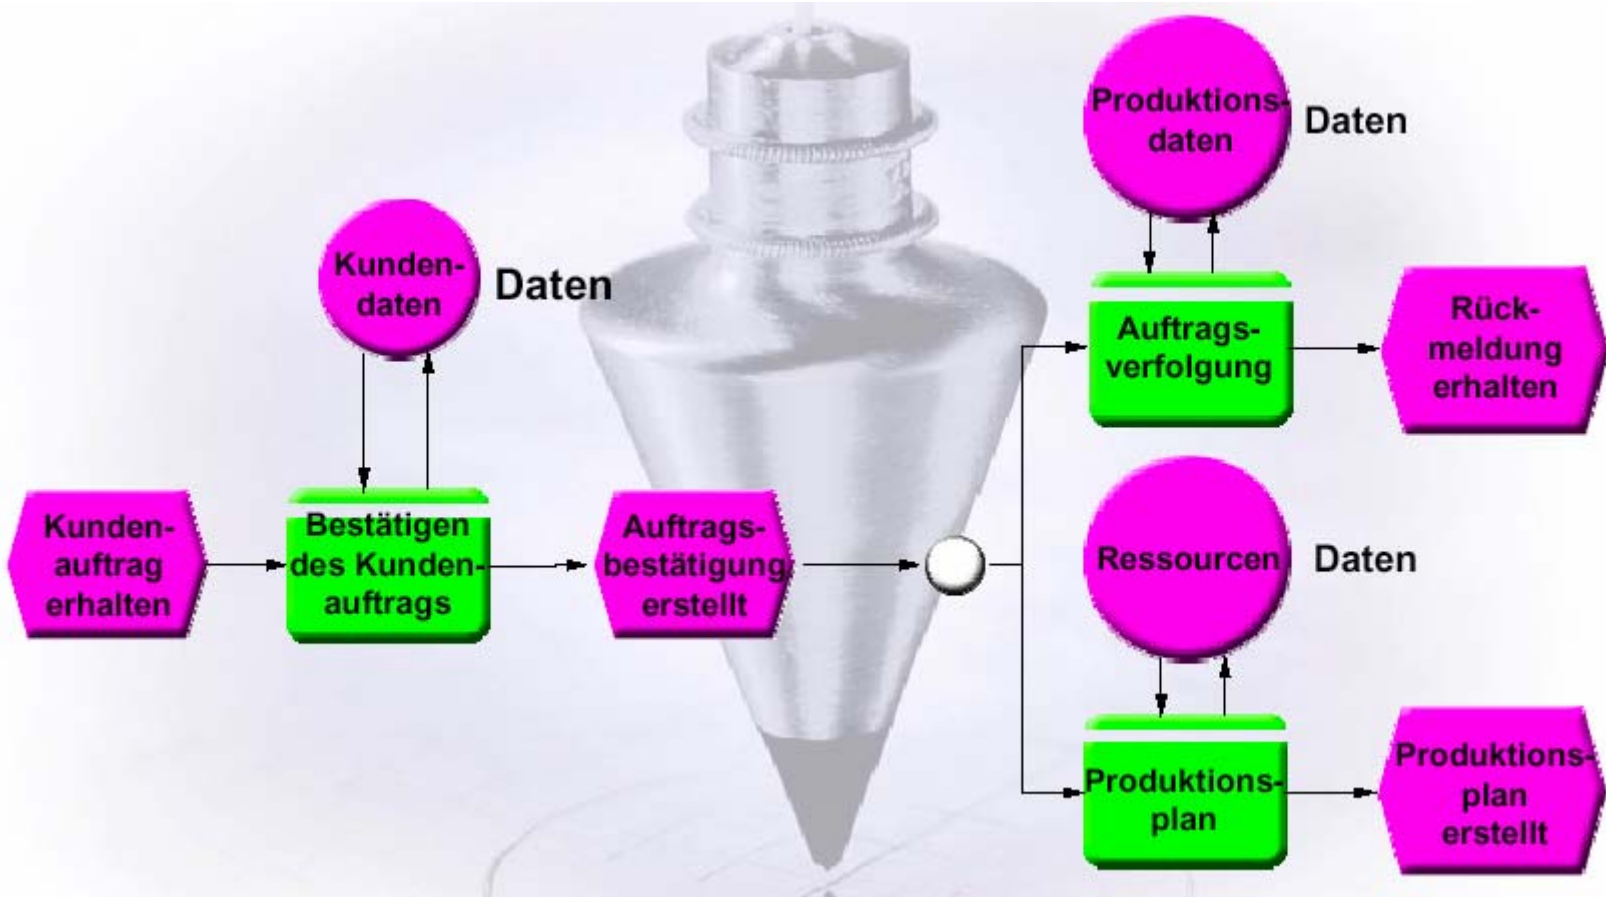 Kunden-
daten
Daten
Kunden-
auftrag
erhalten
Bestätigen
des Kunden-
auftrags
Auftrags-
bestätigung
erstellt
Produktions-
daten
Daten
Auftrags-
verfolgung
Rück-
meldung
erhalten
Ressourcen
Daten
Produktions-
plan
Produktions-
plan
erstellt